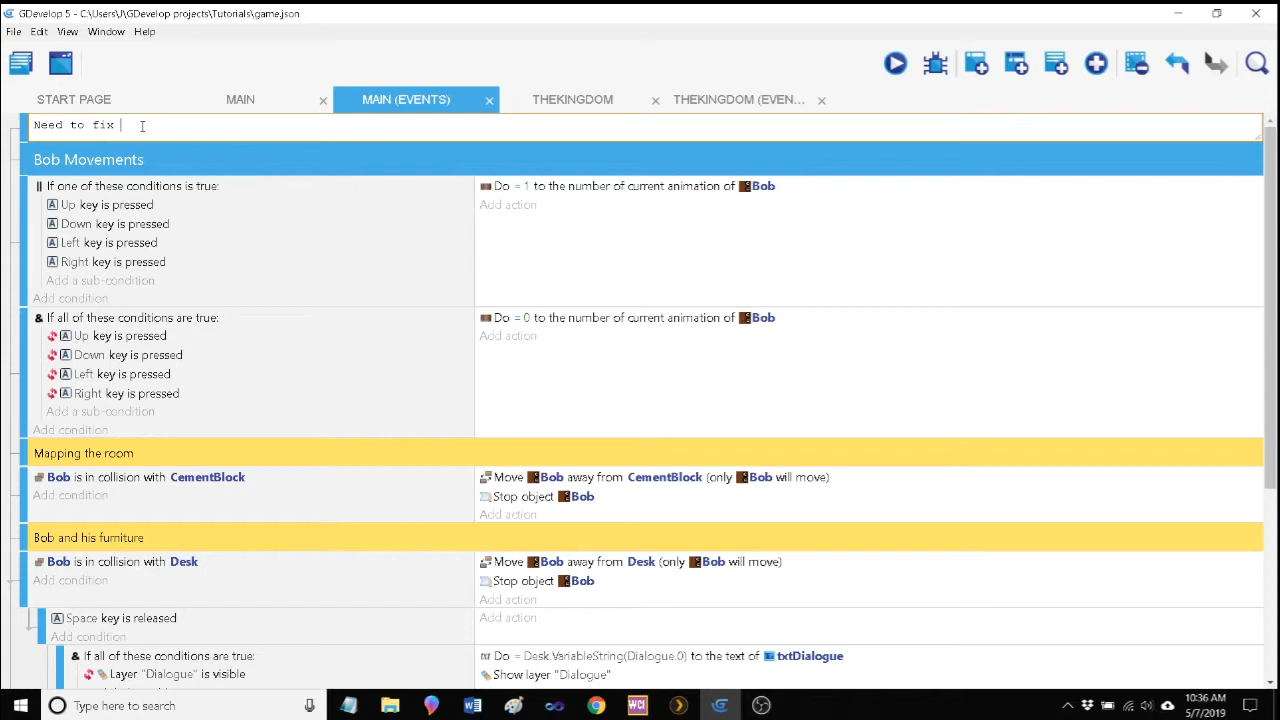 GDevelop 5 - C:\Users\J\GDevelop projects\Tutorials\game.json
File Edit View Window Help
START PAGE MAIN MAIN (EVENTS) THEKINGDOM THEKINGDOM (EVEN...
Need to fix
Bob Movements
If one of these conditions is true:
Do = 1 to the number of current animation of Bob
Up key is pressed
Add action
Down key is pressed
Left key is pressed
Right key is pressed
Add a sub-condition
Add condition
& If all of these conditions are true:
Do = 0 to the number of current animation of Bob
Up key is pressed
Add action
Down key is pressed
Left key is pressed
Right key is pressed
Add a sub-condition
Add condition
Mapping the room
Bob is in collision with CementBlock
Move Bob away from CementBlock (only Bob will move)
Add condition
Stop object Bob
Add action
Bob and his furniture
Bob is in collision with Desk
Move Bob away from Desk (only Bob will move)
Add condition
Stop object Bob
Add action
Space key is released
Add action
Add condition
& If all of these conditions are true:
Do = Desk.VariableString(Dialogue.0) to the text of txtDialogue
Layer "Dialogue" is visible
Show layer "Dialogue"
Type here to search
10:36 AM
5/7/2019